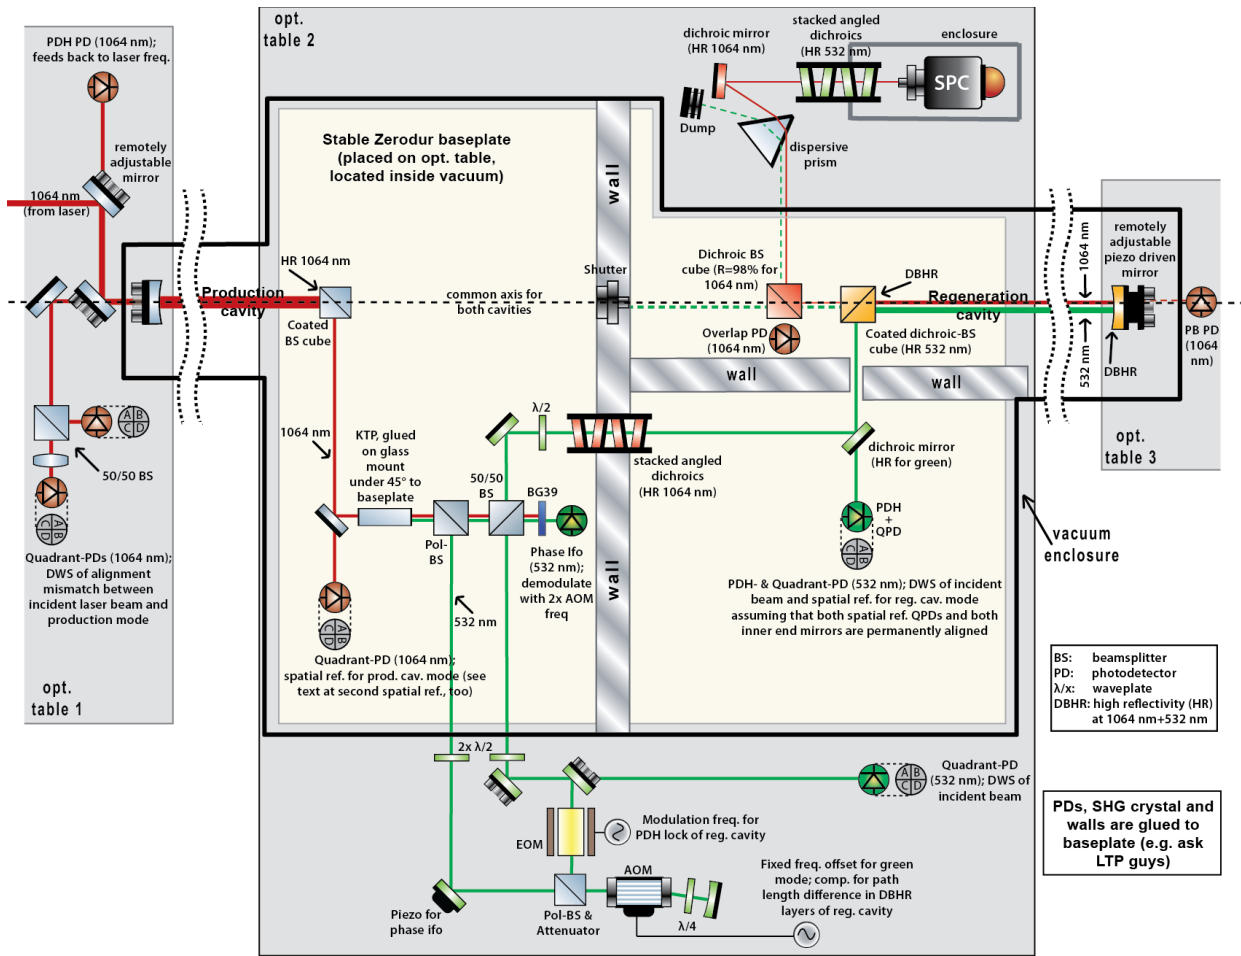 opt.
table 2
PDH PD (1064 nm);
feeds back to laser freq.
remotely
adjustable
mirror
1064 nm
(from laser)
dichroic mirror
(HR 1064 nm)
stacked angled
dichroics
(HR 532 nm)
enclosure
SPC
Dump
dispersive
prism
Stable Zerodur baseplate
(placed on opt. table,
located inside vacuum)
wall
HR 1064 nm
Production
cavity
Coated
BS cube
common axis for
both cavities
Shutter
Dichroic BS
cube (R=98% for
1064 nm)
DBHR
Regeneration
cavity
1064 nm
532 nm
remotely
adjustable
piezo driven
mirror
DBHR
PB PD
(1064
nm)
Overlap PD
(1064 nm)
Coated dichroic-BS
cube (HR 532 nm)
wall
wall
A B
C D
50/50 BS
A B
C D
Quadrant-PDs (1064 nm);
DWS of alignment
mismatch between
incident laser beam and
production mode
opt.
table 1
1064 nm
KTP, glued
on glass
mount
under 45° to
baseplate
λ/2
50/50
BS
BG39
Pol-
BS
stacked angled
dichroics
(HR 1064 nm)
dichroic mirror
(HR for green)
opt.
table 3
Phase Ifo
(532 nm);
demodulate
with 2x AOM
freq
wall
PDH
+
QPD
A B
C D
vacuum
enclosure
PDH- & Quadrant-PD (532 nm); DWS of incident
beam and spatial ref. for reg. cav. mode
assuming that both spatial ref. QPDs and both
inner end mirrors are permanently aligned
532 nm
A B
C D
Quadrant-PD (1064 nm);
spatial ref. for prod. cav. mode (see
text at second spatial ref., too)
BS: beamsplitter
PD: photodetector
λ/x: waveplate
DBHR: high reflectivity (HR)
at 1064 nm+532 nm
2x λ/2
Quadrant-PD
(532 nm); DWS of
incident beam
A B
C D
PDs, SHG crystal and
walls are glued to
baseplate (e.g. ask
LTP guys)
EOM
Modulation freq. for
PDH lock of reg. cavity
AOM
Fixed freq. offset for green
mode; comp. for path
length difference in DBHR
layers of reg. cavity
λ/4
Piezo for
phase ifo
Pol-BS &
Attenuator